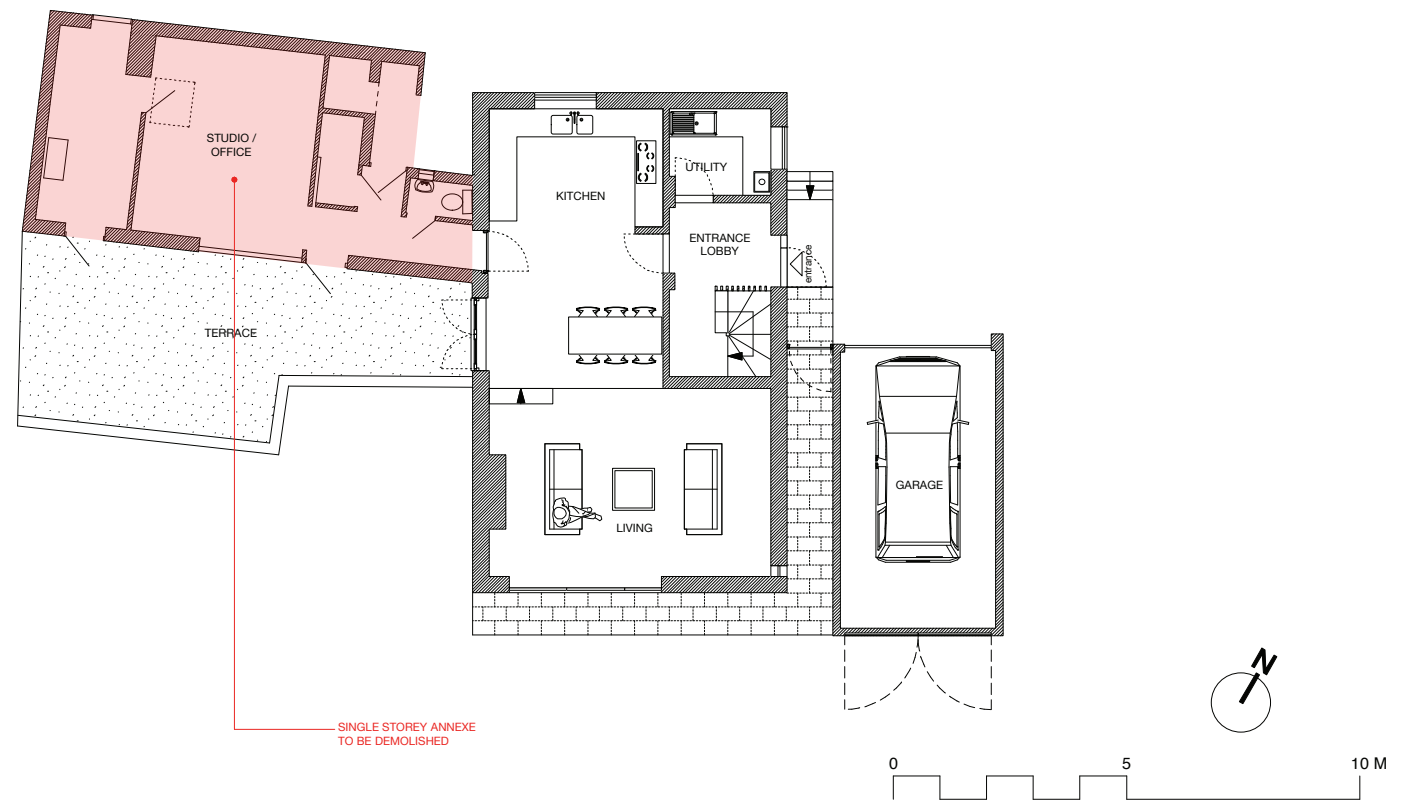 STUDIO /
OFFICE
KITCHEN
UTILITY
ENTRANCE
LOBBY
entrance
TERRACE
GARAGE
LIVING
SINGLE STOREY ANNEXE
TO BE DEMOLISHED
N
0 5 10 M